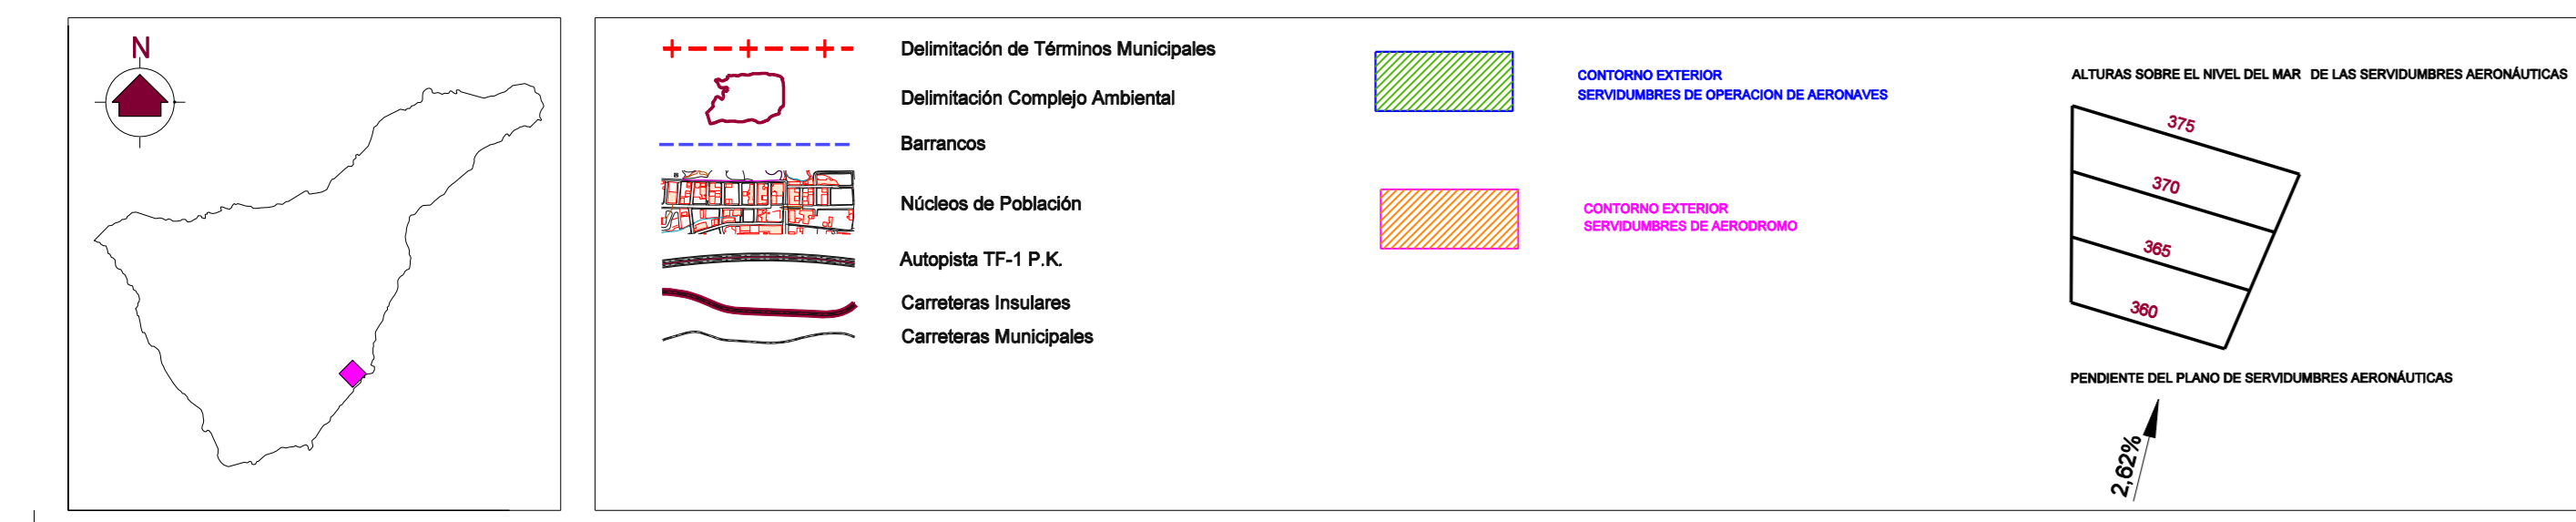 N
Delimitación de Términos Municipales
Delimitación Complejo Ambiental
Barrancos
Núcleos de Población
Autopista TF-1 P.K.
Carreteras Insulares
Carreteras Municipales
CONTORNO EXTERIOR
SERVIDUMBRES DE OPERACION DE AERONAVES
CONTORNO EXTERIOR
SERVIDUMBRES DE AERODROMO
ALTURAS SOBRE EL NIVEL DEL MAR DE LAS SERVIDUMBRES AERONÁUTICAS
375
370
365
360
PENDIENTE DEL PLANO DE SERVIDUMBRES AERONÁUTICAS
2,62%